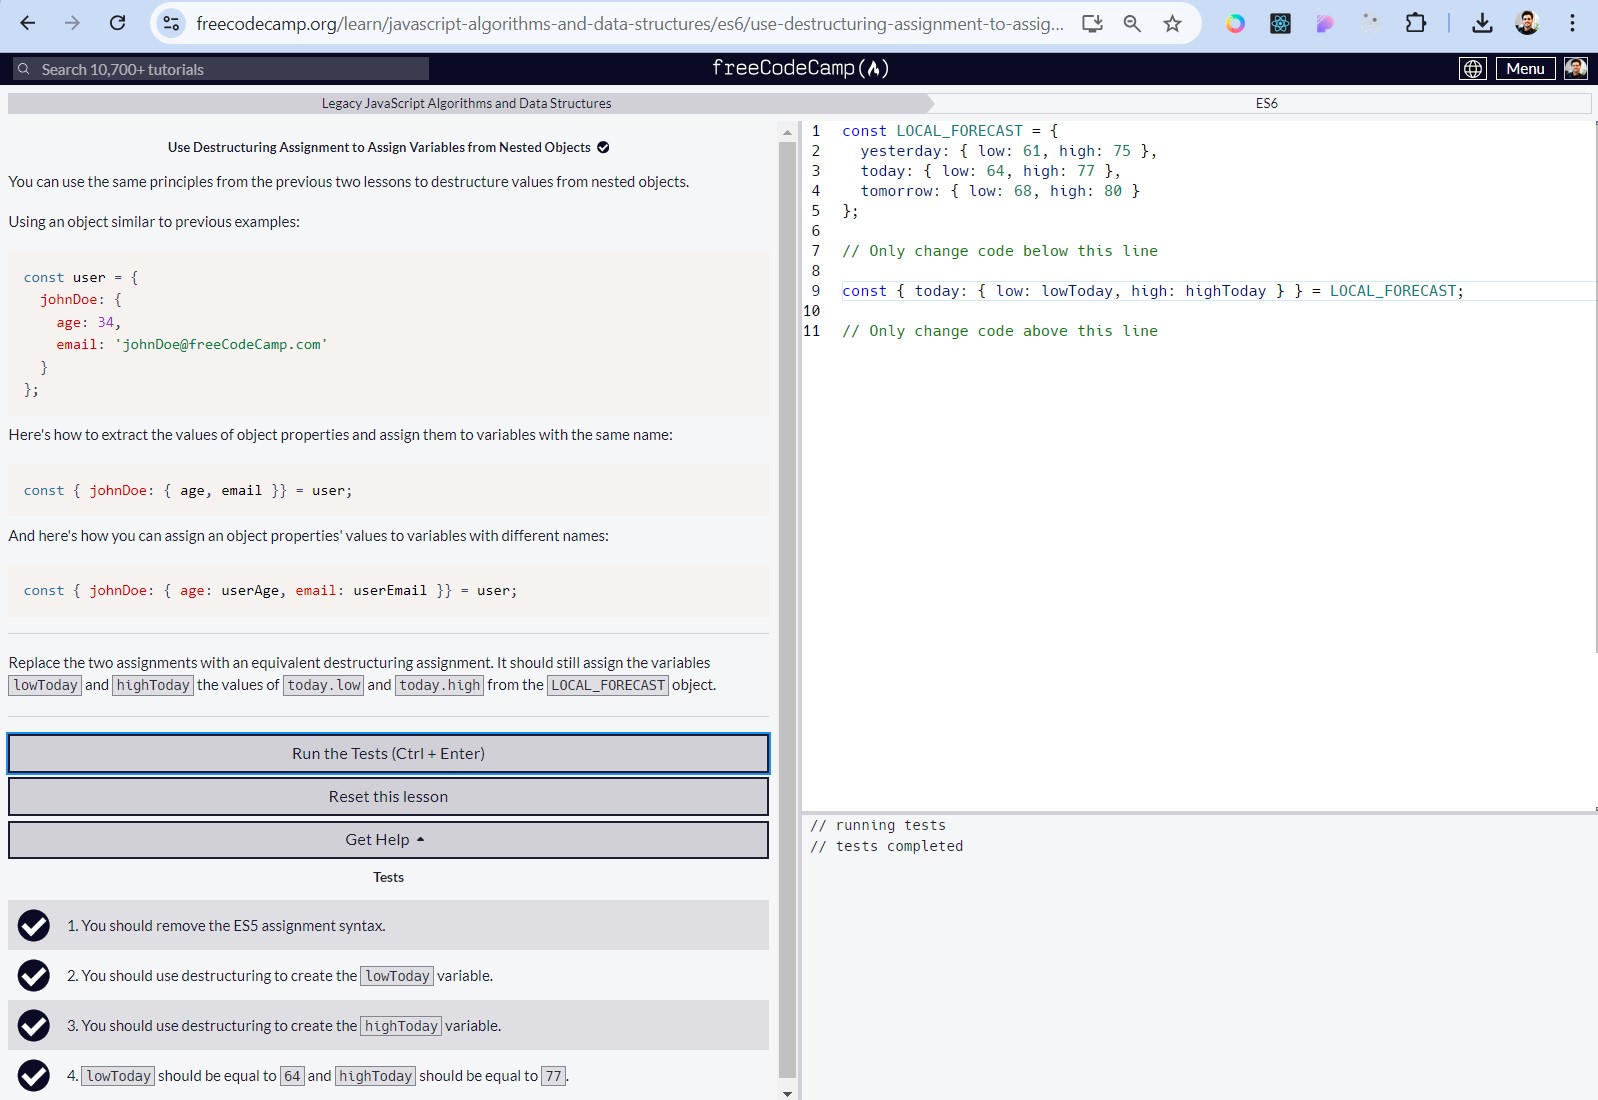 freecodecamp.org/learn/javascript-algorithms-and-data-structures/es6/use-destructuring-assignment-to-assig...
Search 10,700+ tutorials
freeCodeCamp
Menu
Legacy JavaScript Algorithms and Data Structures
ES6
Use Destructuring Assignment to Assign Variables from Nested Objects
You can use the same principles from the previous two lessons to destructure values from nested objects.
Using an object similar to previous examples:
const user = {
johnDoe: {
age: 34,
email: 'johnDoe@freeCodeCamp.com'
}
};
Here's how to extract the values of object properties and assign them to variables with the same name:
const { johnDoe: { age, email }} = user;
And here's how you can assign an object properties' values to variables with different names:
const { johnDoe: { age: userAge, email: userEmail }} = user;
Replace the two assignments with an equivalent destructuring assignment. It should still assign the variables
lowToday and highToday the values of today.low and today.high from the LOCAL_FORECAST object.
Run the Tests (Ctrl + Enter)
Reset this lesson
Get Help
Tests
1. You should remove the ES5 assignment syntax.
2. You should use destructuring to create the lowToday variable.
3. You should use destructuring to create the highToday variable.
4. lowToday should be equal to 64 and highToday should be equal to 77.
1 const LOCAL_FORECAST = {
2 yesterday: { low: 61, high: 75 },
3 today: { low: 64, high: 77 },
4 tomorrow: { low: 68, high: 80 }
5 };
6
7 // Only change code below this line
8
9 const { today: { low: lowToday, high: highToday } } = LOCAL_FORECAST;
10
11 // Only change code above this line
// running tests
// tests completed